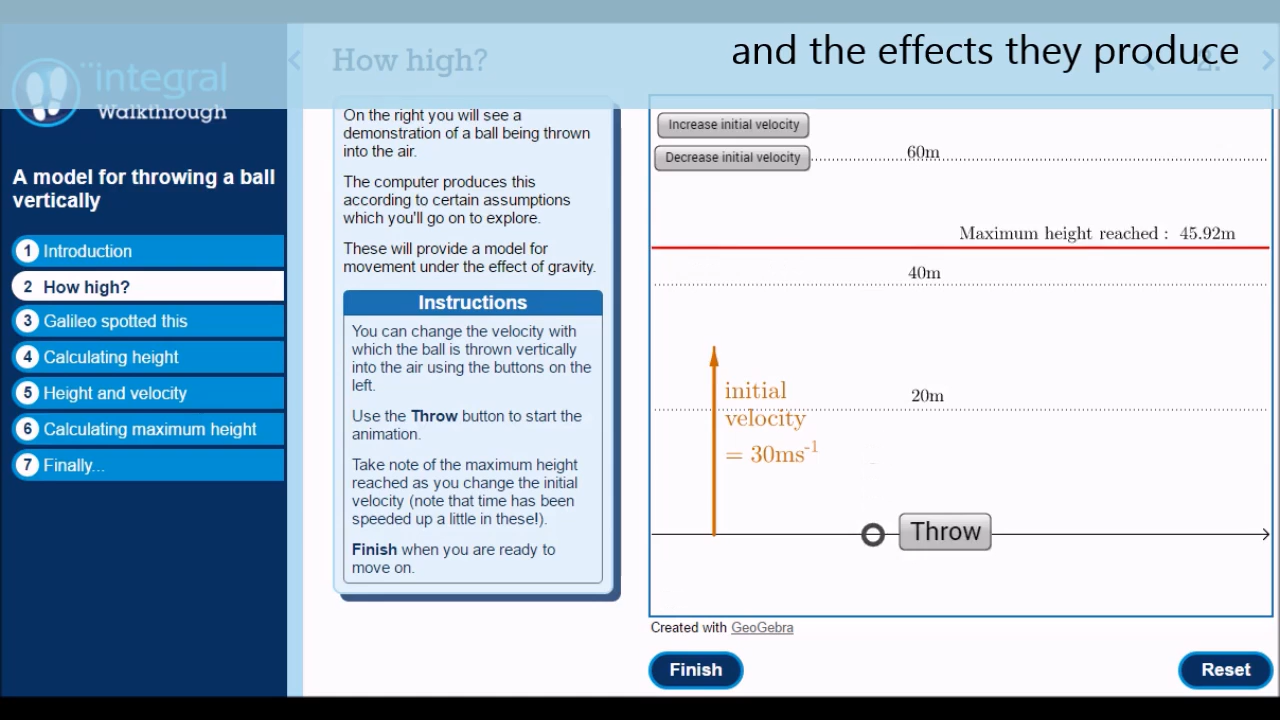 and the effects they produce
integral
Walkthrough
How high?
2.
A model for throwing a ball
vertically
1 Introduction
2 How high?
3 Galileo spotted this
4 Calculating height
5 Height and velocity
6 Calculating maximum height
7 Finally...
On the right you will see a
demonstration of a ball being thrown
into the air.
The computer produces this
according to certain assumptions
which you'll go on to explore.
These will provide a model for
movement under the effect of gravity.
Instructions
You can change the velocity with
which the ball is thrown vertically
into the air using the buttons on the
left.
Use the Throw button to start the
animation.
Take note of the maximum height
reached as you change the initial
velocity (note that time has been
speeded up a little in these!).
Finish when you are ready to
move on.
Increase initial velocity
Decrease initial velocity
60m
Maximum height reached : 45.92m
40m
initial
velocity
= 30ms⁻¹
20m
Throw
Created with GeoGebra
Finish
Reset